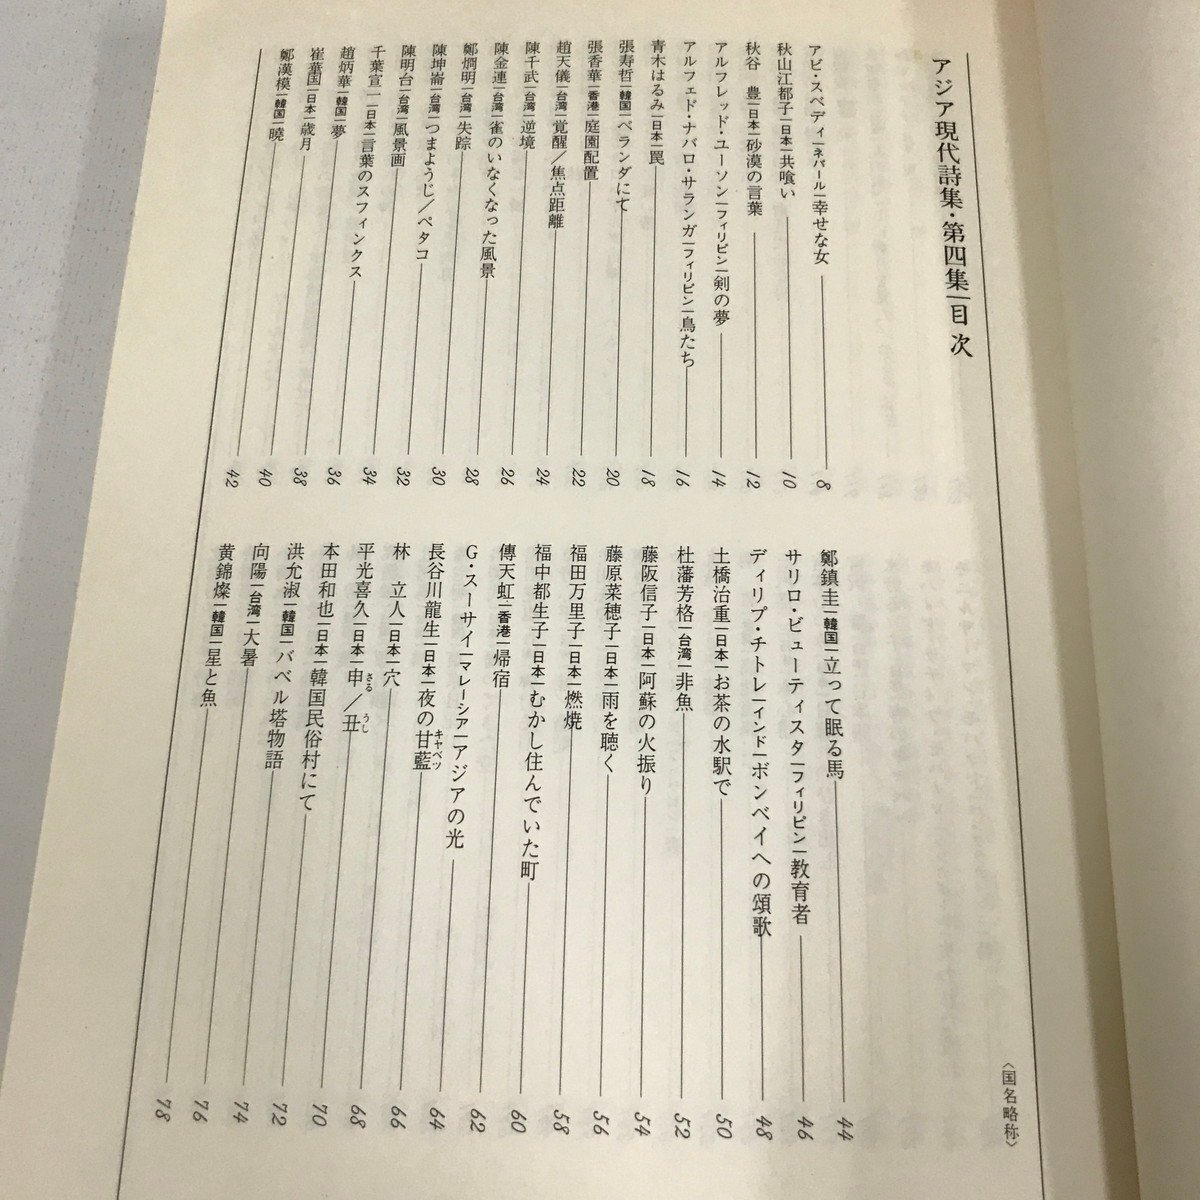 アジア現代詩集・第四集|目次
〈国名略称〉
アビ・スベディ|ネパール|幸せな女 8
秋山江都子|日本|共喰い 10
秋谷 豊|日本|砂漠の言葉 12
アルフレッド・ユーソン|フィリピン|剣の夢 14
アルフェド・ナバロ・サランガ|フィリピン|鳥たち 16
青木はるみ|日本|罠 18
張寿哲|韓国|ベランダにて 20
張香華|香港|庭園配置 22
趙天儀|台湾|覚醒/焦点距離 24
陳千武|台湾|逆境 26
陳金連|台湾|雀のいなくなった風景 28
鄭烱明|台湾|失踪 30
陳坤崙|台湾|つまようじ/ペタコ 32
陳明台|台湾|風景画 34
千葉宣一|日本|言葉のスフィンクス 36
趙炳華|韓国|夢 38
崔華国|日本|歳月 40
鄭漢模|韓国|曉 42
鄭鎮圭|韓国|立って眠る馬 44
サリロ・ビューティスタ|フィリピン|教育者 46
ディリプ・チトレ|インド|ボンベイへの頌歌 48
土橋治重|日本|お茶の水駅で 50
杜藩芳格|台湾|非魚 52
藤阪信子|日本|阿蘇の火振り 54
藤原菜穂子|日本|雨を聴く 56
福田万里子|日本|燃焼 58
福中都生子|日本|むかし住んでいた町 60
傳天虹|香港|帰宿 62
G・スーサイ|マレーシア|アジアの光 64
長谷川龍生|日本|夜の甘藍キャベツ 66
林 立人|日本|穴 68
平光喜久|日本|申さる/丑うし 70
本田和也|日本|韓国民俗村にて 72
洪允淑|韓国|バベル塔物語 74
向陽|台湾|大暑 76
黄錦燦|韓国|星と魚 78